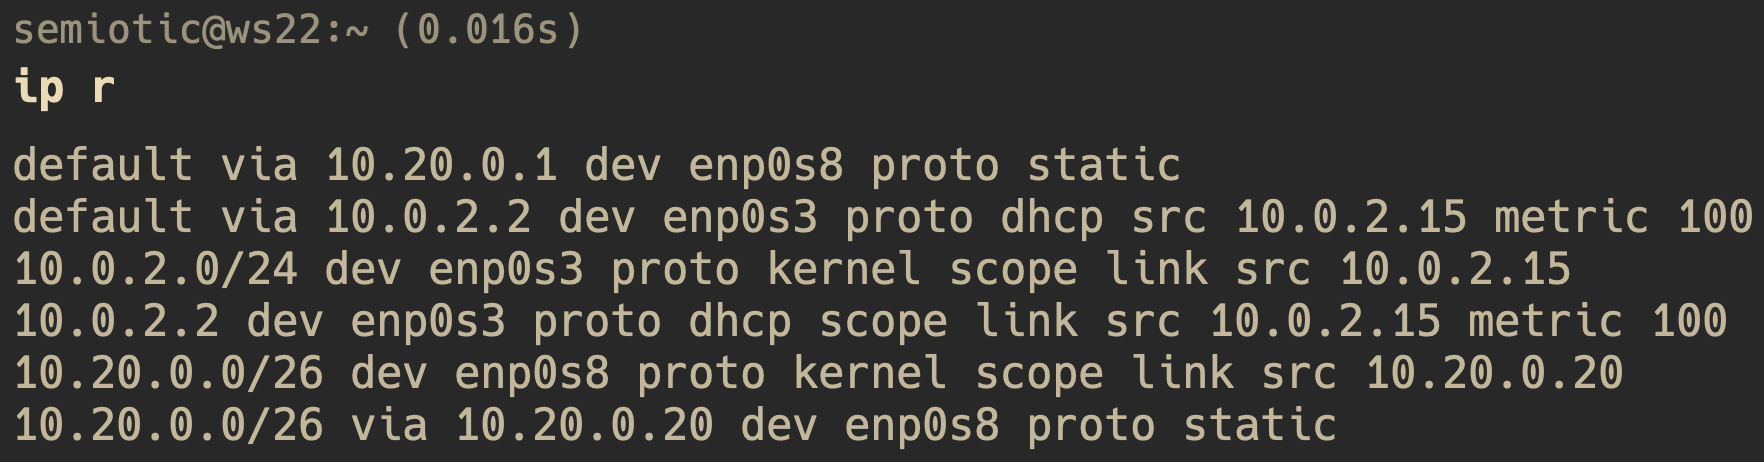 semiotic@ws22:~ (0.016s)
ip r
default via 10.20.0.1 dev enp0s8 proto static
default via 10.0.2.2 dev enp0s3 proto dhcp src 10.0.2.15 metric 100
10.0.2.0/24 dev enp0s3 proto kernel scope link src 10.0.2.15
10.0.2.2 dev enp0s3 proto dhcp scope link src 10.0.2.15 metric 100
10.20.0.0/26 dev enp0s8 proto kernel scope link src 10.20.0.20
10.20.0.0/26 via 10.20.0.20 dev enp0s8 proto static